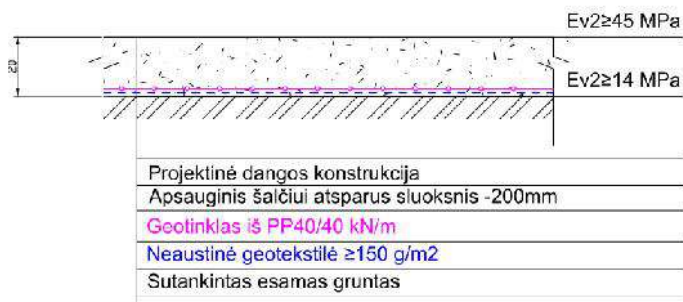 Ev2≥45 MPa
20
Ev2≥14 MPa
Projektinė dangos konstrukcija
Apsauginis šalčiui atsparus sluoksnis -200mm
Geotinklas iš PP40/40 kN/m
Neaustinė geotekstilė ≥150 g/m2
Sutankintas esamas gruntas